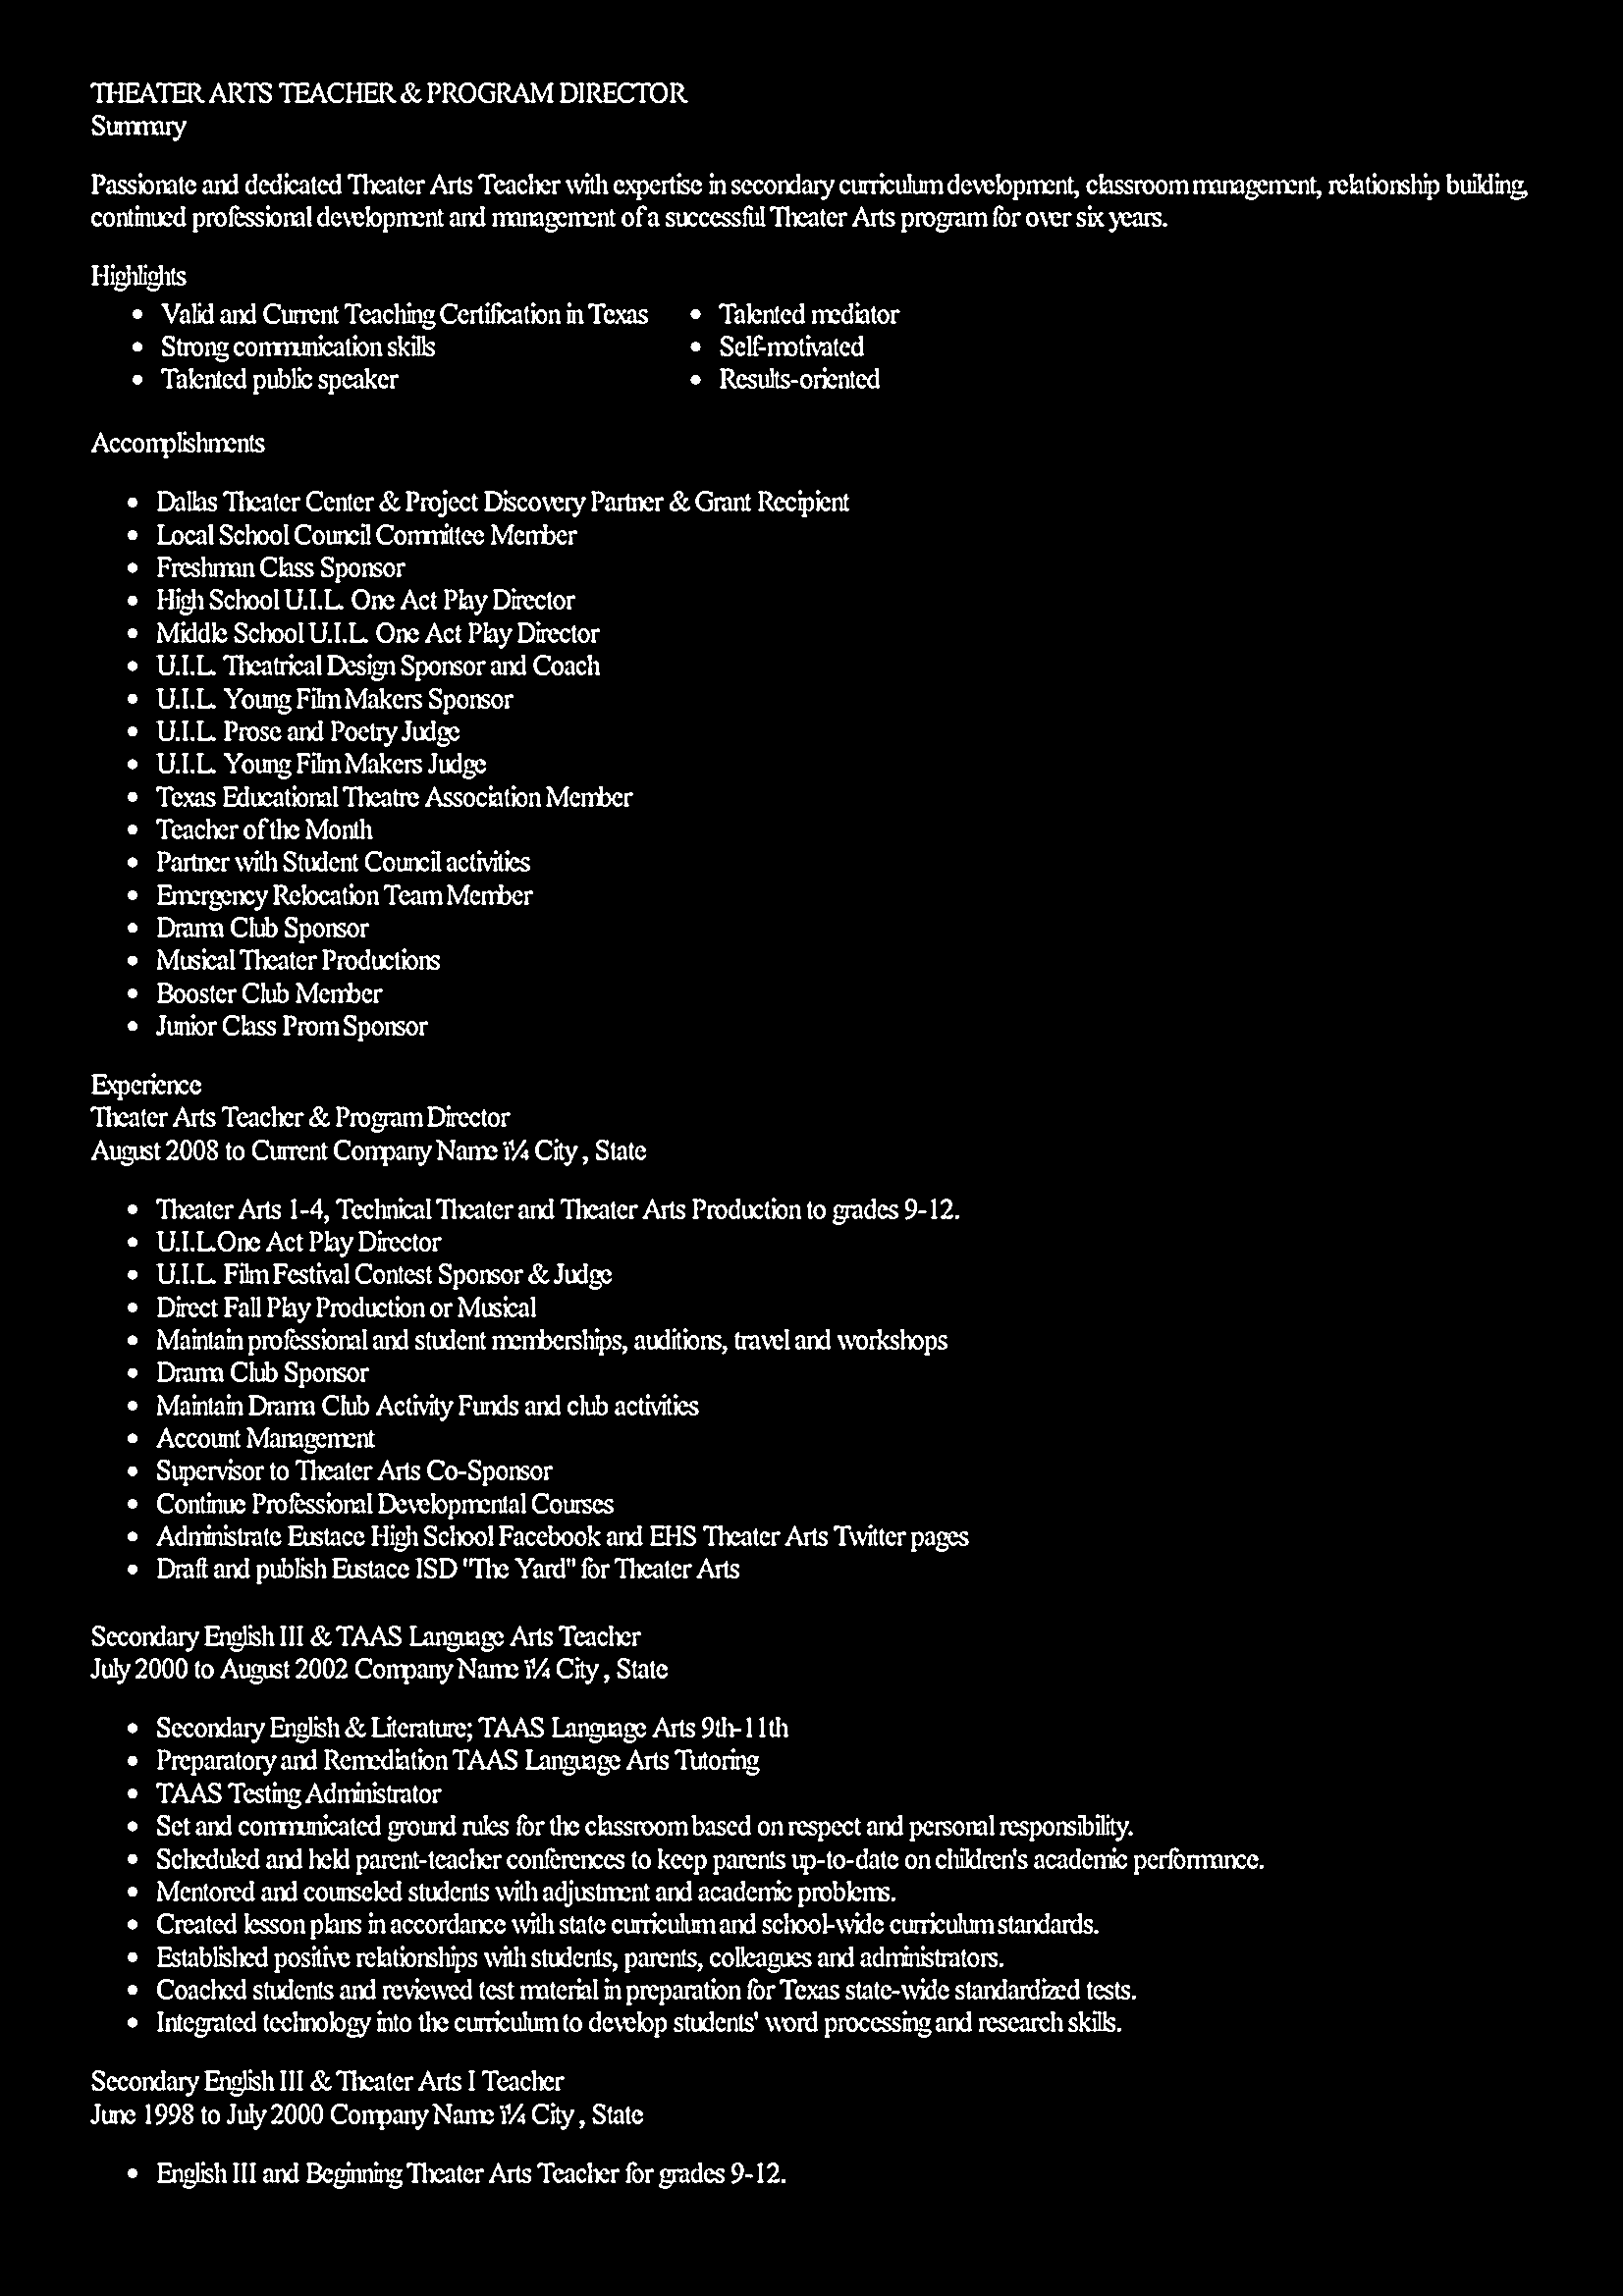 THEATER ARTS TEACHER & PROGRAM DIRECTOR
Summary
Passionate and dedicated Theater Arts Teacher with expertise in secondary curriculum development, classroom management, relationship building,
continued professional development and management of a successful Theater Arts program for over six years.
Highlights
• Valid and Current Teaching Certification in Texas
• Strong communication skills
• Talented public speaker
• Talented mediator
• Self-motivated
• Results-oriented
Accomplishments
• Dallas Theater Center & Project Discovery Partner & Grant Recipient
• Local School Council Committee Member
• Freshman Class Sponsor
• High School U.I.L. One Act Play Director
• Middle School U.I.L. One Act Play Director
• U.I.L. Theatrical Design Sponsor and Coach
• U.I.L. Young Film Makers Sponsor
• U.I.L. Prose and Poetry Judge
• U.I.L. Young Film Makers Judge
• Texas Educational Theatre Association Member
• Teacher of the Month
• Partner with Student Council activities
• Emergency Relocation Team Member
• Drama Club Sponsor
• Musical Theater Productions
• Booster Club Member
• Junior Class Prom Sponsor
Experience
Theater Arts Teacher & Program Director
August 2008 to Current Company Name ï¼ City , State
• Theater Arts 1-4, Technical Theater and Theater Arts Production to grades 9-12.
• U.I.L.One Act Play Director
• U.I.L. Film Festival Contest Sponsor & Judge
• Direct Fall Play Production or Musical
• Maintain professional and student memberships, auditions, travel and workshops
• Drama Club Sponsor
• Maintain Drama Club Activity Funds and club activities
• Account Management
• Supervisor to Theater Arts Co-Sponsor
• Continue Professional Developmental Courses
• Administrate Eustace High School Facebook and EHS Theater Arts Twitter pages
• Draft and publish Eustace ISD "The Yard" for Theater Arts
Secondary English III & TAAS Language Arts Teacher
July 2000 to August 2002 Company Name ï¼ City , State
• Secondary English & Literature; TAAS Language Arts 9th-11th
• Preparatory and Remediation TAAS Language Arts Tutoring
• TAAS Testing Administrator
• Set and communicated ground rules for the classroom based on respect and personal responsibility.
• Scheduled and held parent-teacher conferences to keep parents up-to-date on children's academic performance.
• Mentored and counseled students with adjustment and academic problems.
• Created lesson plans in accordance with state curriculum and school-wide curriculum standards.
• Established positive relationships with students, parents, colleagues and administrators.
• Coached students and reviewed test material in preparation for Texas state-wide standardized tests.
• Integrated technology into the curriculum to develop students' word processing and research skills.
Secondary English III & Theater Arts I Teacher
June 1998 to July 2000 Company Name ï¼ City , State
• English III and Beginning Theater Arts Teacher for grades 9-12.